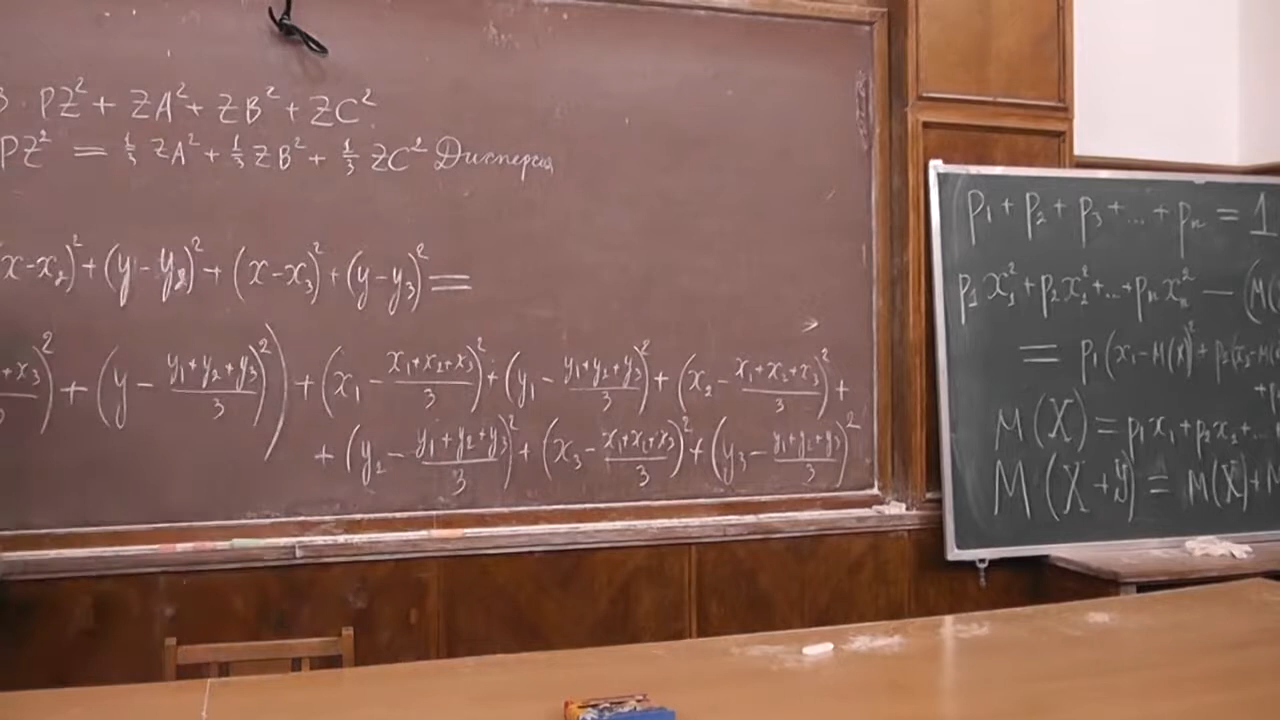 3 · PZ² + ZA² + ZB² + ZC²
PZ² = ⅓ ZA² + ⅓ ZB² + ⅓ ZC² Дисперсия
x-x₂)² + (y-y₂)² + (x-x₃)² + (y-y₃)² =
+x₃)² + (y - (y₁+y₂+y₃)/3)²) + (x₁ - (x₁+x₂+x₃)/3)² + (y₁ - (y₁+y₂+y₃)/3)² + (x₂ - (x₁+x₂+x₃)/3)² +
+ (y₂ - (y₁+y₂+y₃)/3)² + (x₃ - (x₁+x₂+x₃)/3)² + (y₃ - (y₁+y₂+y₃)/3)²
p₁ + p₂ + p₃ + ... + pₙ = 1
p₁x₁² + p₂x₂² + ... + pₙxₙ² — (M(
= p₁(x₁-M(X))² + p₂(x₂-M(
+p
M(X) = p₁x₁ + p₂x₂ + ...
M(X+Y) = M(X) + M